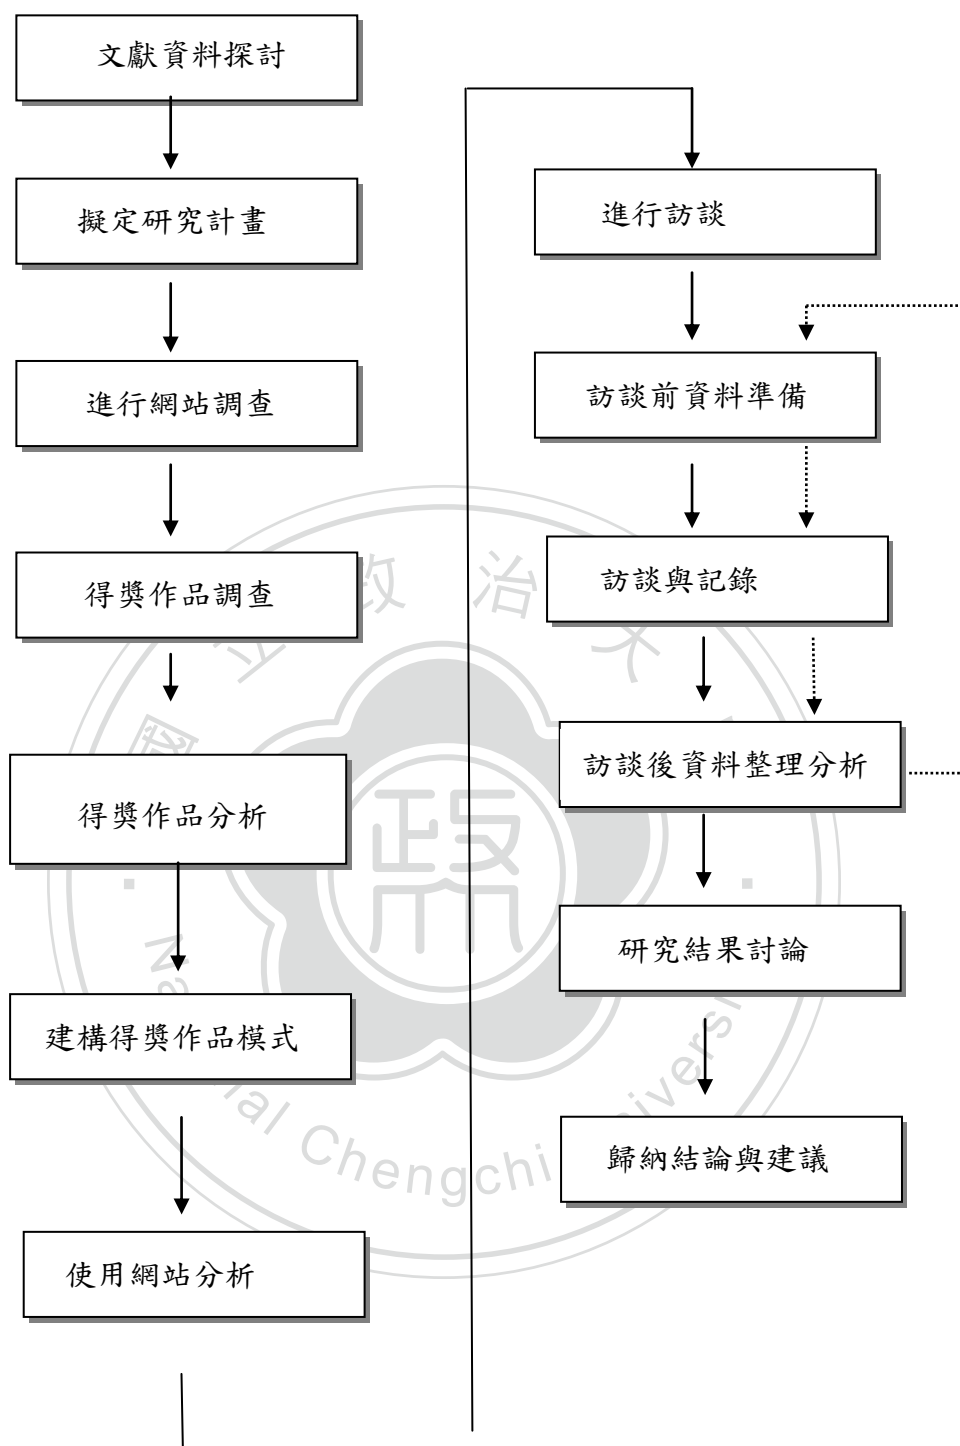 文獻資料探討
擬定研究計畫
進行網站調查
得獎作品調查
得獎作品分析
建構得獎作品模式
使用網站分析
進行訪談
訪談前資料準備
訪談與記錄
訪談後資料整理分析
研究結果討論
歸納結論與建議
政治大
Chengchi